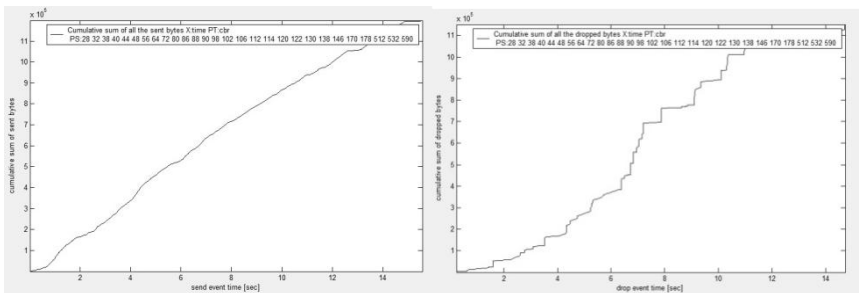 x 10⁵
Cumulative sum of all the sent bytes X:time PT:cbr
PS:28 32 38 40 44 48 56 64 72 80 86 88 90 98 102 106 112 114 120 122 130 138 146 170 178 512 532 590
11
10
9
8
7
6
5
4
3
2
1
cumulative sum of sent bytes
2 4 6 8 10 12 14
send event time [sec]
x 10⁵
Cumulative sum of all the dropped bytes X:time PT:cbr
PS:28 32 38 40 44 48 56 64 72 80 86 88 90 98 102 106 112 114 120 122 130 138 146 170 178 512 532 590
11
10
9
8
7
6
5
4
3
2
1
cumulative sum of dropped bytes
2 4 6 8 10 12 14
drop event time [sec]